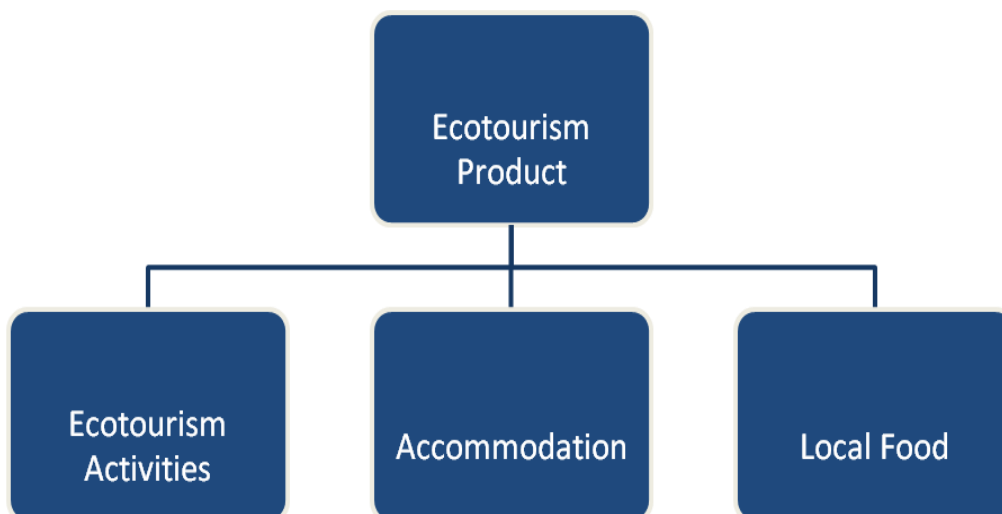 Ecotourism
Product
Ecotourism
Activities
Accommodation
Local Food